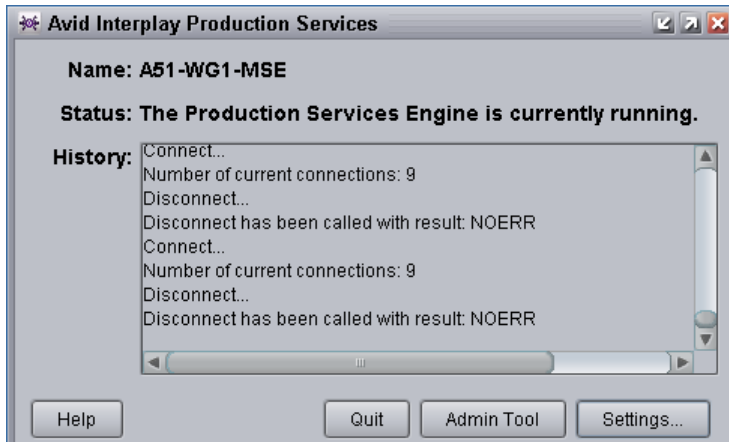 Avid Interplay Production Services
Name: A51-WG1-MSE
Status: The Production Services Engine is currently running.
History:
Connect...
Number of current connections: 9
Disconnect...
Disconnect has been called with result: NOERR
Connect...
Number of current connections: 9
Disconnect...
Disconnect has been called with result: NOERR
Help Quit Admin Tool Settings...